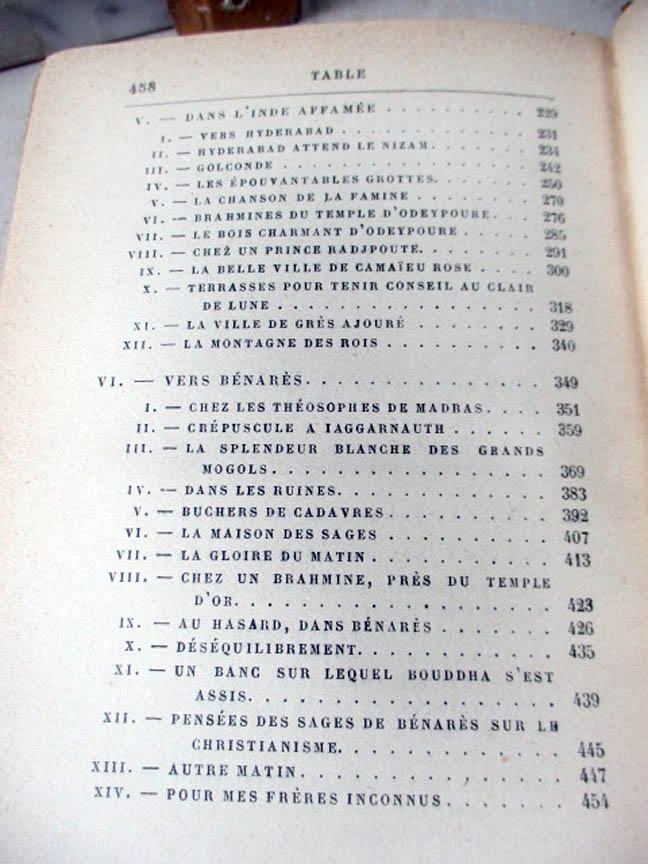 458 TABLE
V. — DANS L'INDE AFFAMÉE . . . . . . . . . . 229
I. — VERS HYDERABAD . . . . . . . . . . . 231
II. — HYDERABAD ATTEND LE NIZAM. . . . . . 234
III. — GOLCONDE . . . . . . . . . . . . . . 242
IV. — LES ÉPOUVANTABLES GROTTES. . . . . . 250
V. — LA CHANSON DE LA FAMINE . . . . . . . 270
VI. — BRAHMINES DU TEMPLE D'ODEYPOURE. . . 276
VII. — LE BOIS CHARMANT D'ODEYPOURE . . . . 285
VIII. — CHEZ UN PRINCE RADJPOUTE. . . . . . 291
IX. — LA BELLE VILLE DE CAMAÏEU ROSE . . . . 300
X. — TERRASSES POUR TENIR CONSEIL AU CLAIR
DE LUNE . . . . . . . . . . . . . . 318
XI. — LA VILLE DE GRÈS AJOURÉ . . . . . . . 329
XII. — LA MONTAGNE DES ROIS . . . . . . . . 340
VI. — VERS BÉNARÈS. . . . . . . . . . . . . 349
I. — CHEZ LES THÉOSOPHES DE MADRAS. . . . 351
II. — CRÉPUSCULE A IAGGARNAUTH . . . . . . 359
III. — LA SPLENDEUR BLANCHE DES GRANDS
MOGOLS. . . . . . . . . . . . . . . 369
IV. — DANS LES RUINES. . . . . . . . . . . 383
V. — BUCHERS DE CADAVRES . . . . . . . . . 392
VI. — LA MAISON DES SAGES . . . . . . . . . 407
VII. — LA GLOIRE DU MATIN . . . . . . . . . 413
VIII. — CHEZ UN BRAHMINE, PRÈS DU TEMPLE
D'OR. . . . . . . . . . . . . . . . 423
IX. — AU HASARD, DANS BÉNARÈS . . . . . . . 426
X. — DÉSÉQUILIBREMENT. . . . . . . . . . . 435
XI. — UN BANC SUR LEQUEL BOUDDHA S'EST
ASSIS. . . . . . . . . . . . . . . . 439
XII. — PENSÉES DES SAGES DE BÉNARÈS SUR LE
CHRISTIANISME. . . . . . . . . . . . 445
XIII. — AUTRE MATIN. . . . . . . . . . . . . 447
XIV. — POUR MES FRÈRES INCONNUS . . . . . . . 454